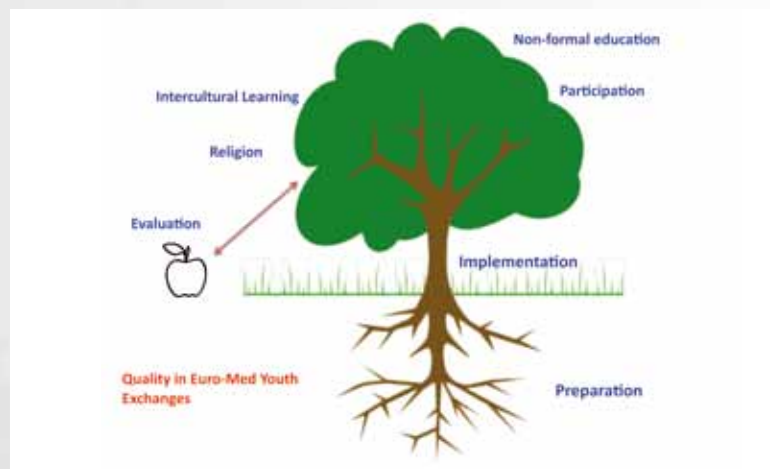 Non-formal education
Intercultural Learning
Participation
Religion
Evaluation
Implementation
Quality in Euro-Med Youth
Exchanges
Preparation